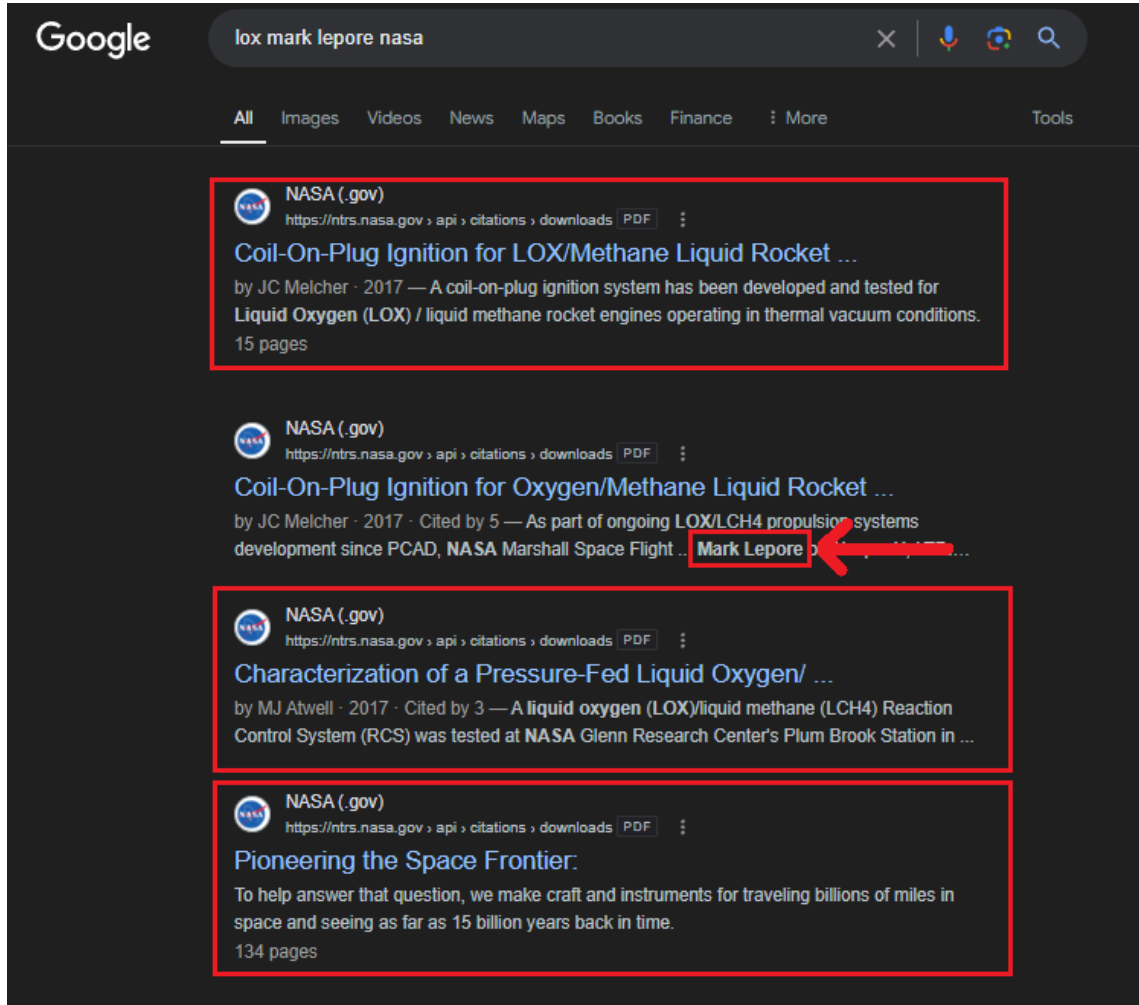 Google
lox mark lepore nasa
All Images Videos News Maps Books Finance More Tools
NASA (.gov)
https://ntrs.nasa.gov › api › citations › downloads PDF
Coil-On-Plug Ignition for LOX/Methane Liquid Rocket ...
by JC Melcher · 2017 — A coil-on-plug ignition system has been developed and tested for
Liquid Oxygen (LOX) / liquid methane rocket engines operating in thermal vacuum conditions.
15 pages
NASA (.gov)
https://ntrs.nasa.gov › api › citations › downloads PDF
Coil-On-Plug Ignition for Oxygen/Methane Liquid Rocket ...
by JC Melcher · 2017 · Cited by 5 — As part of ongoing LOX/LCH4 propulsion systems
development since PCAD, NASA Marshall Space Flight ... Mark Lepore
NASA (.gov)
https://ntrs.nasa.gov › api › citations › downloads PDF
Characterization of a Pressure-Fed Liquid Oxygen/ ...
by MJ Atwell · 2017 · Cited by 3 — A liquid oxygen (LOX)/liquid methane (LCH4) Reaction
Control System (RCS) was tested at NASA Glenn Research Center's Plum Brook Station in ...
NASA (.gov)
https://ntrs.nasa.gov › api › citations › downloads PDF
Pioneering the Space Frontier:
To help answer that question, we make craft and instruments for traveling billions of miles in
space and seeing as far as 15 billion years back in time.
134 pages